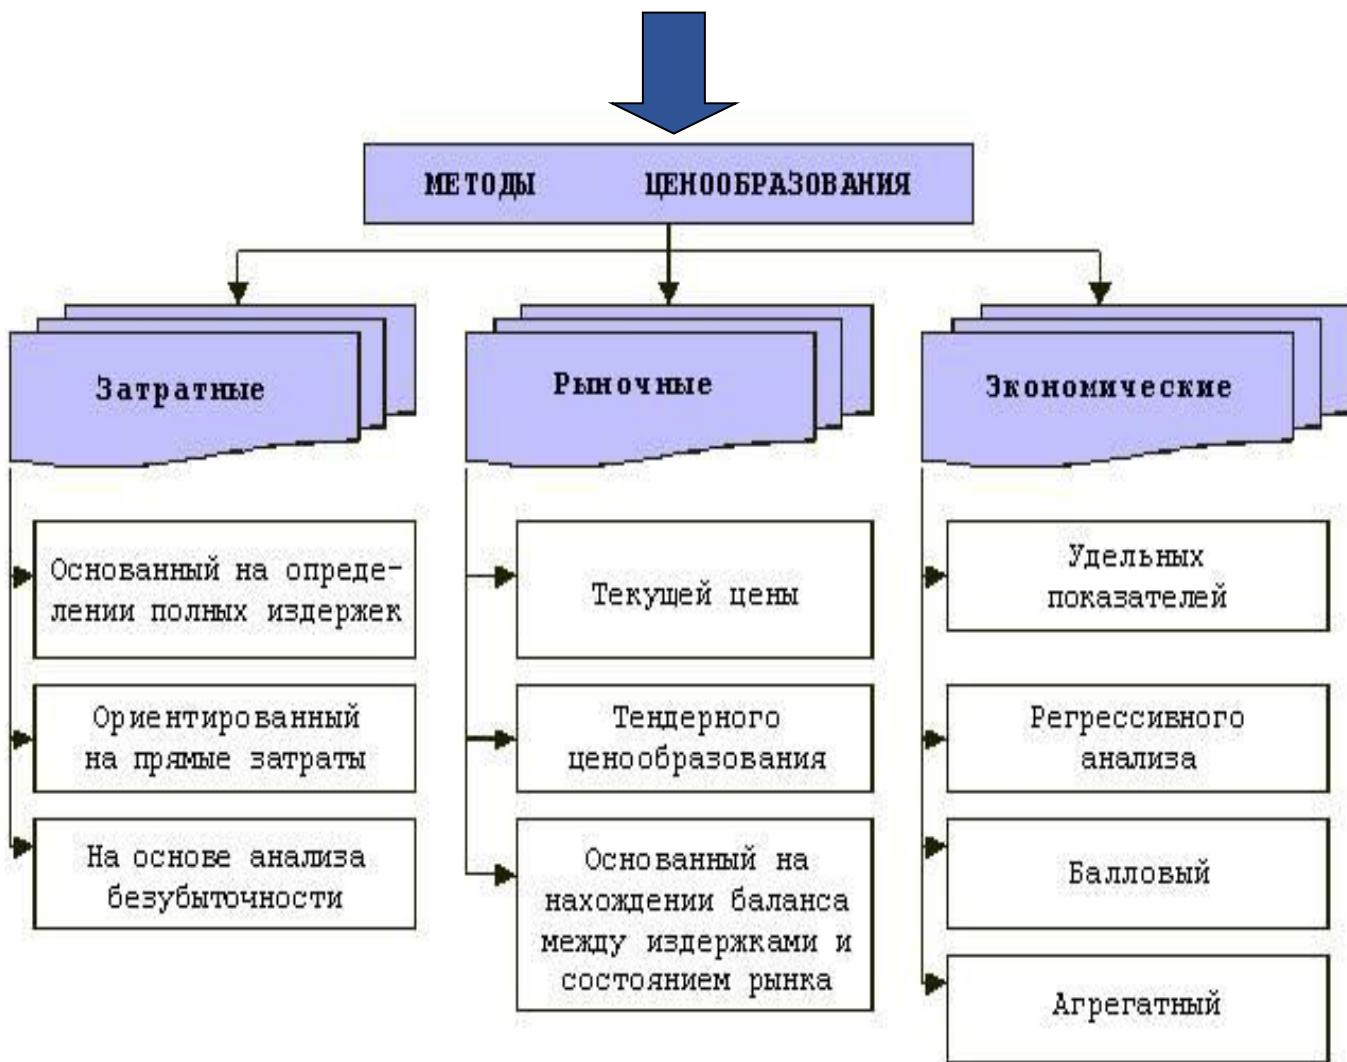 МЕТОДЫ ЦЕНООБРАЗОВАНИЯ
Затратные
Основанный на опреде-
лении полных издержек
Ориентированный
на прямые затраты
На основе анализа
безубыточности
Рыночные
Текущей цены
Тендерного
ценообразования
Основанный на
нахождении баланса
между издержками и
состоянием рынка
Экономические
Удельных
показателей
Регрессивного
анализа
Балловый
Агрегатный